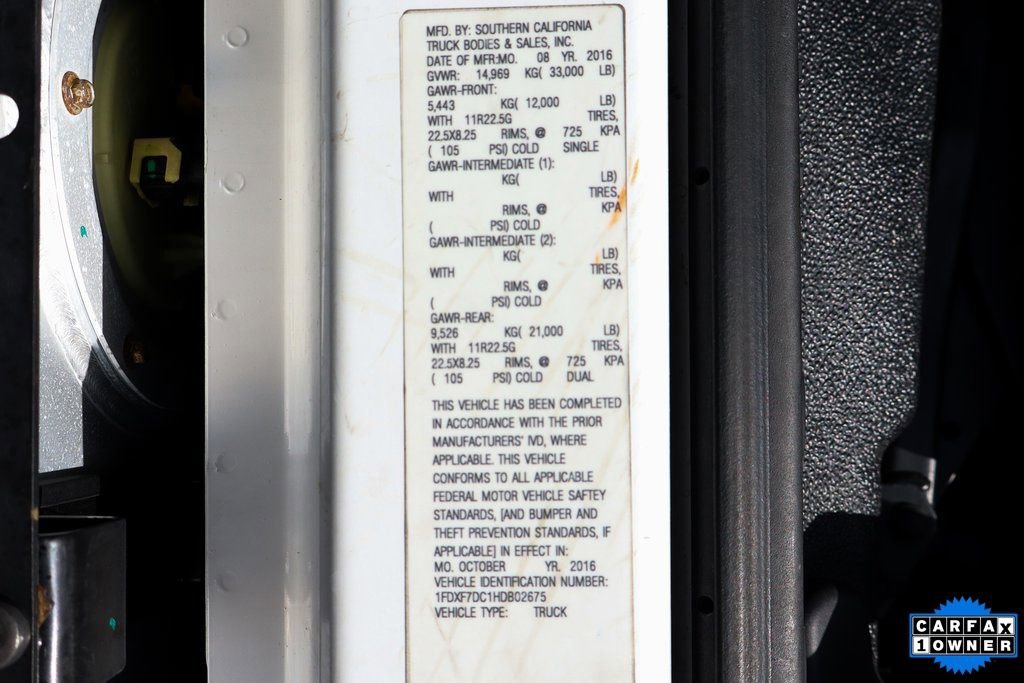 MFD. BY: SOUTHERN CALIFORNIA
TRUCK BODIES & SALES, INC.
DATE OF MFR:MO. 08 YR. 2016
GVWR: 14,969 KG( 33,000 LB)
GAWR-FRONT:
5,443 KG( 12,000 LB)
WITH 11R22.5G TIRES,
22.5X8.25 RIMS, @ 725 KPA
( 105 PSI) COLD SINGLE
GAWR-INTERMEDIATE (1):
KG( LB)
WITH TIRES,
RIMS, @ KPA
( PSI) COLD
GAWR-INTERMEDIATE (2):
KG( LB)
WITH TIRES,
RIMS, @ KPA
( PSI) COLD
GAWR-REAR:
9,526 KG( 21,000 LB)
WITH 11R22.5G TIRES,
22.5X8.25 RIMS, @ 725 KPA
( 105 PSI) COLD DUAL
THIS VEHICLE HAS BEEN COMPLETED
IN ACCORDANCE WITH THE PRIOR
MANUFACTURERS' IVD, WHERE
APPLICABLE. THIS VEHICLE
CONFORMS TO ALL APPLICABLE
FEDERAL MOTOR VEHICLE SAFTEY
STANDARDS, [AND BUMPER AND
THEFT PREVENTION STANDARDS, IF
APPLICABLE] IN EFFECT IN:
MO. OCTOBER YR. 2016
VEHICLE IDENTIFICATION NUMBER:
1FDXF7DC1HDB02675
VEHICLE TYPE: TRUCK
CARFAX
1 OWNER